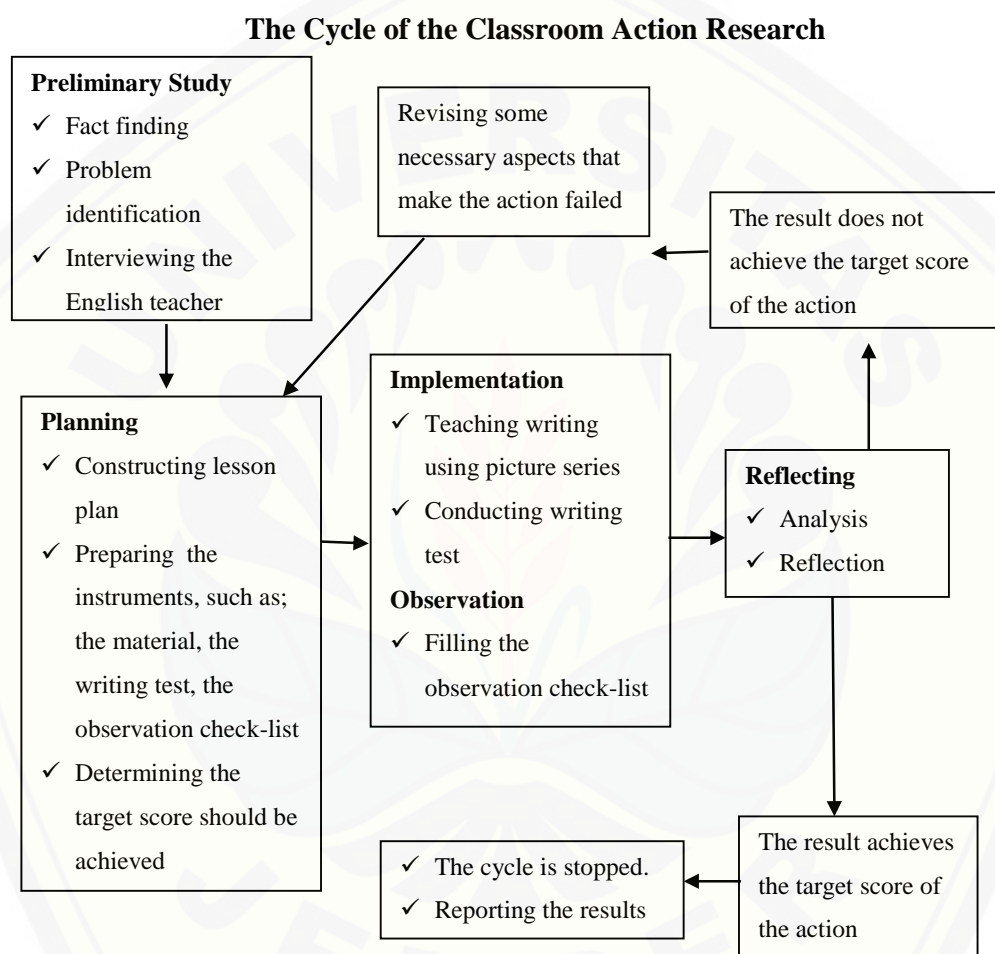 The Cycle of the Classroom Action Research
Preliminary Study
✓ Fact finding
✓ Problem
identification
✓ Interviewing the
English teacher
Revising some
necessary aspects that
make the action failed
The result does not
achieve the target score
of the action
Planning
✓ Constructing lesson
plan
✓ Preparing the
instruments, such as;
the material, the
writing test, the
observation check-list
✓ Determining the
target score should be
achieved
Implementation
✓ Teaching writing
using picture series
✓ Conducting writing
test
Observation
✓ Filling the
observation check-list
Reflecting
✓ Analysis
✓ Reflection
The result achieves
the target score of
the action
✓ The cycle is stopped.
✓ Reporting the results
UNIVERSITAS
JEMBER